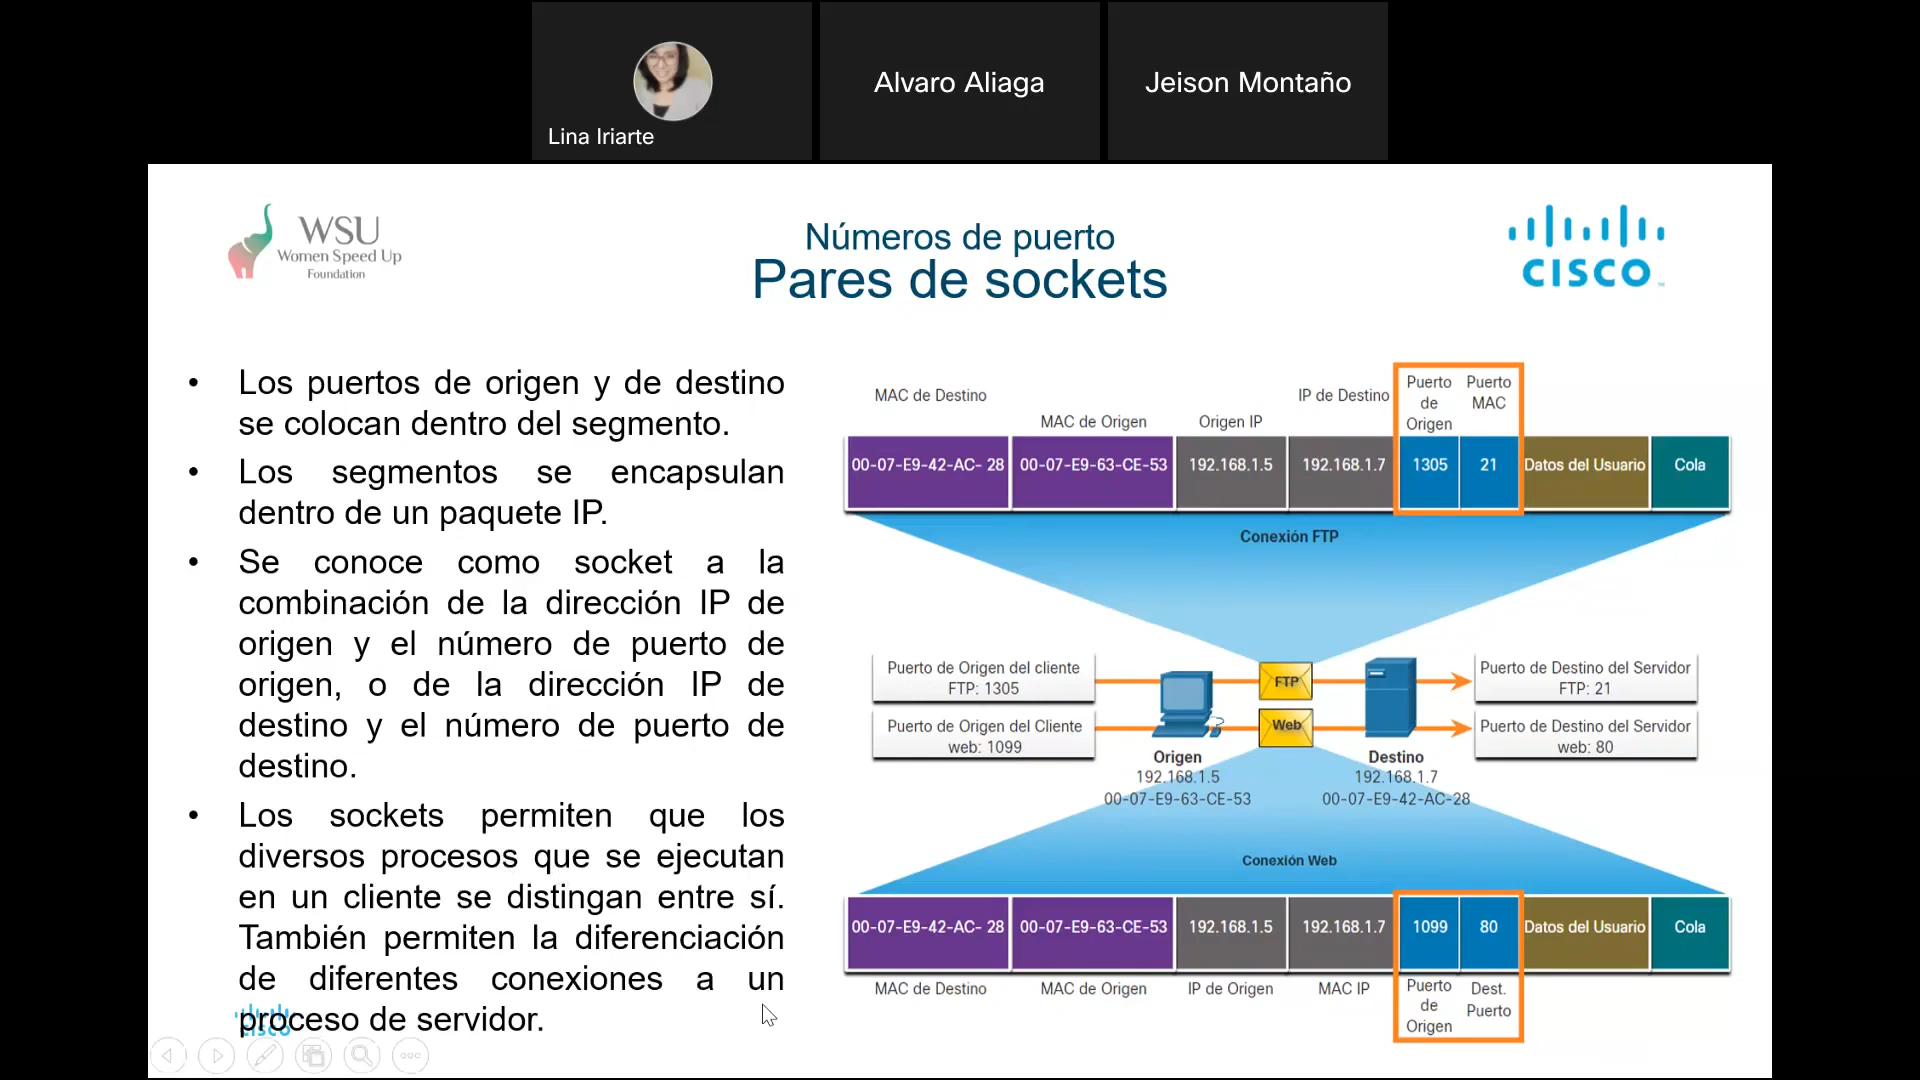 Lina Iriarte
Alvaro Aliaga
Jeison Montaño
WSU
Women Speed Up
Foundation
Números de puerto
Pares de sockets
CISCO
• Los puertos de origen y de destino
se colocan dentro del segmento.
• Los segmentos se encapsulan
dentro de un paquete IP.
• Se conoce como socket a la
combinación de la dirección IP de
origen y el número de puerto de
origen, o de la dirección IP de
destino y el número de puerto de
destino.
• Los sockets permiten que los
diversos procesos que se ejecutan
en un cliente se distingan entre sí.
También permiten la diferenciación
de diferentes conexiones a un
proceso de servidor.
CISCO
MAC de Destino
MAC de Origen
Origen IP
IP de Destino
Puerto
de
Origen
Puerto
MAC
00-07-E9-42-AC- 28
00-07-E9-63-CE-53
192.168.1.5
192.168.1.7
1305
21
Datos del Usuario
Cola
Conexión FTP
Puerto de Origen del cliente
FTP: 1305
FTP
Puerto de Destino del Servidor
FTP: 21
Puerto de Origen del Cliente
web: 1099
Web
Puerto de Destino del Servidor
web: 80
Origen
192.168.1.5
00-07-E9-63-CE-53
Destino
192.168.1.7
00-07-E9-42-AC-28
Conexión Web
00-07-E9-42-AC- 28
00-07-E9-63-CE-53
192.168.1.5
192.168.1.7
1099
80
Datos del Usuario
Cola
MAC de Destino
MAC de Origen
IP de Origen
MAC IP
Puerto
de
Origen
Dest.
Puerto